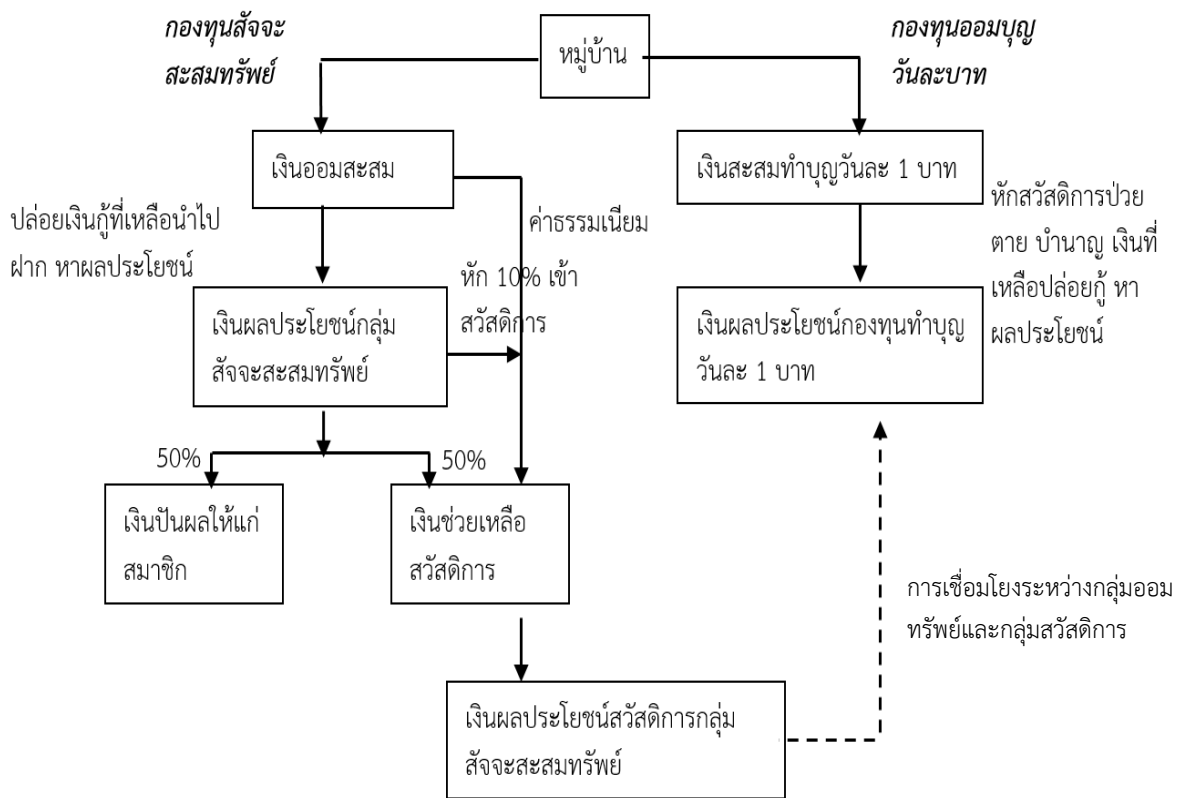 กองทุนสัจจะ
สะสมทรัพย์
หมู่บ้าน
กองทุนออมบุญ
วันละบาท
เงินออมสะสม
เงินสะสมทำบุญวันละ 1 บาท
ปล่อยเงินกู้ที่เหลือนำไป
ฝาก หาผลประโยชน์
ค่าธรรมเนียม
หัก 10% เข้า
สวัสดิการ
หักสวัสดิการป่วย
ตาย บำนาญ เงินที่
เหลือปล่อยกู้ หา
ผลประโยชน์
เงินผลประโยชน์กลุ่ม
สัจจะสะสมทรัพย์
เงินผลประโยชน์กองทุนทำบุญ
วันละ 1 บาท
50%
50%
เงินปันผลให้แก่
สมาชิก
เงินช่วยเหลือ
สวัสดิการ
การเชื่อมโยงระหว่างกลุ่มออม
ทรัพย์และกลุ่มสวัสดิการ
เงินผลประโยชน์สวัสดิการกลุ่ม
สัจจะสะสมทรัพย์